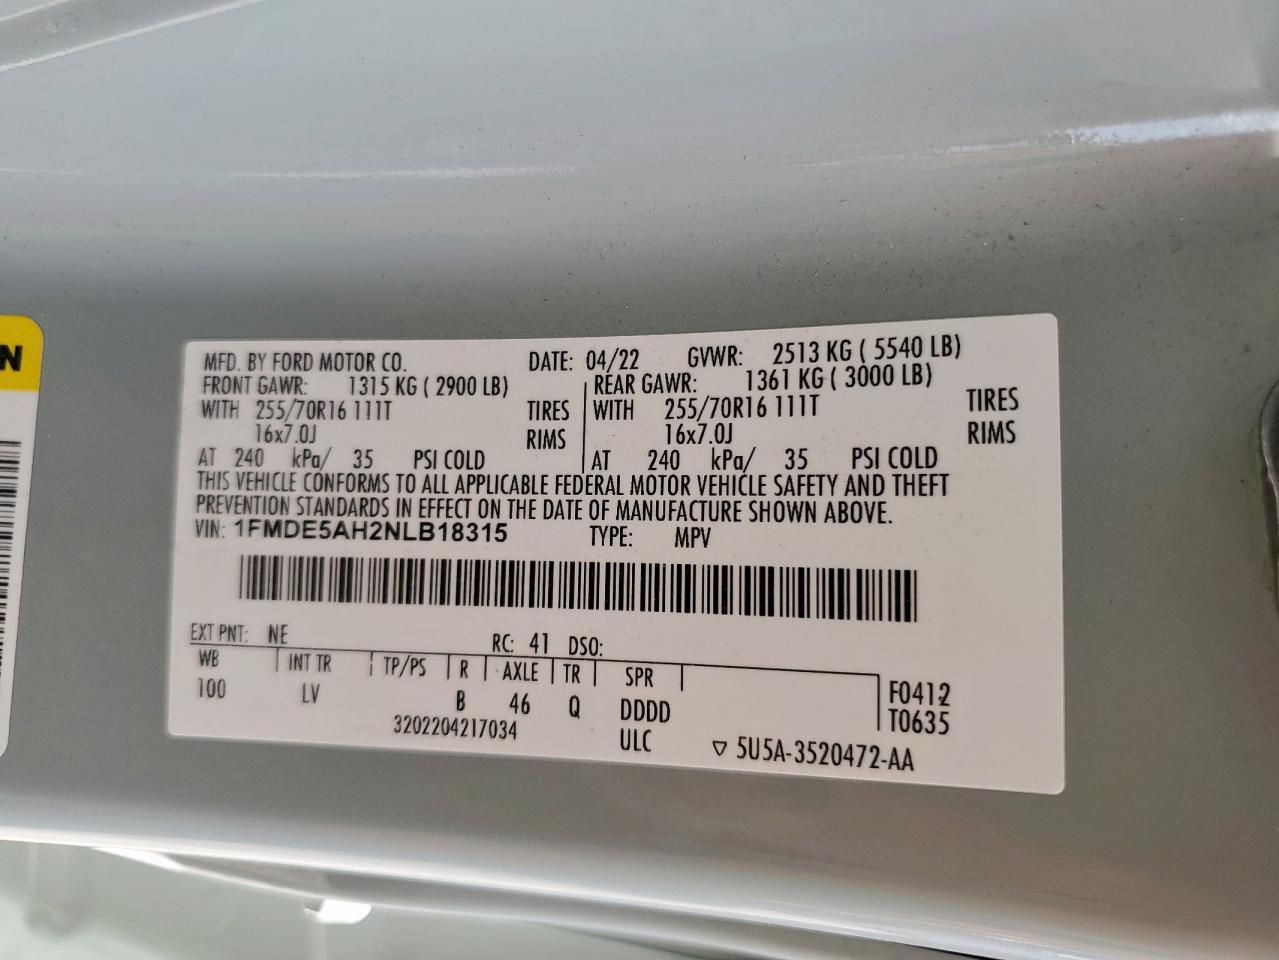 N
MFD. BY FORD MOTOR CO. DATE: 04/22 GVWR: 2513 KG ( 5540 LB)
FRONT GAWR: 1315 KG ( 2900 LB) REAR GAWR: 1361 KG ( 3000 LB)
WITH 255/70R16 111T TIRES WITH 255/70R16 111T TIRES
16x7.0J RIMS 16x7.0J RIMS
AT 240 kPa/ 35 PSI COLD AT 240 kPa/ 35 PSI COLD
THIS VEHICLE CONFORMS TO ALL APPLICABLE FEDERAL MOTOR VEHICLE SAFETY AND THEFT
PREVENTION STANDARDS IN EFFECT ON THE DATE OF MANUFACTURE SHOWN ABOVE.
VIN: 1FMDE5AH2NLB18315 TYPE: MPV
EXT PNT: NE RC: 41 DSO:
WB INT TR TP/PS R AXLE TR SPR
100 LV B 46 Q DDDD F0412
3202204217034 ULC T0635
▽ 5U5A-3520472-AA